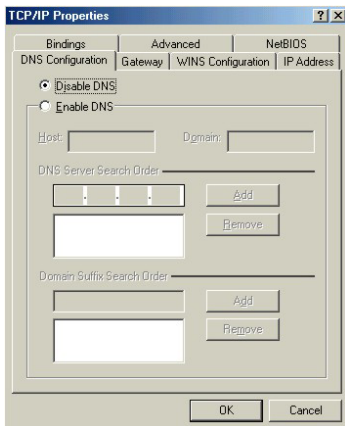 TCP/IP Properties
Bindings Advanced NetBIOS
DNS Configuration Gateway WINS Configuration IP Address
Disable DNS
Enable DNS
Host: Domain:
DNS Server Search Order
Add
Remove
Domain Suffix Search Order
Add
Remove
OK Cancel